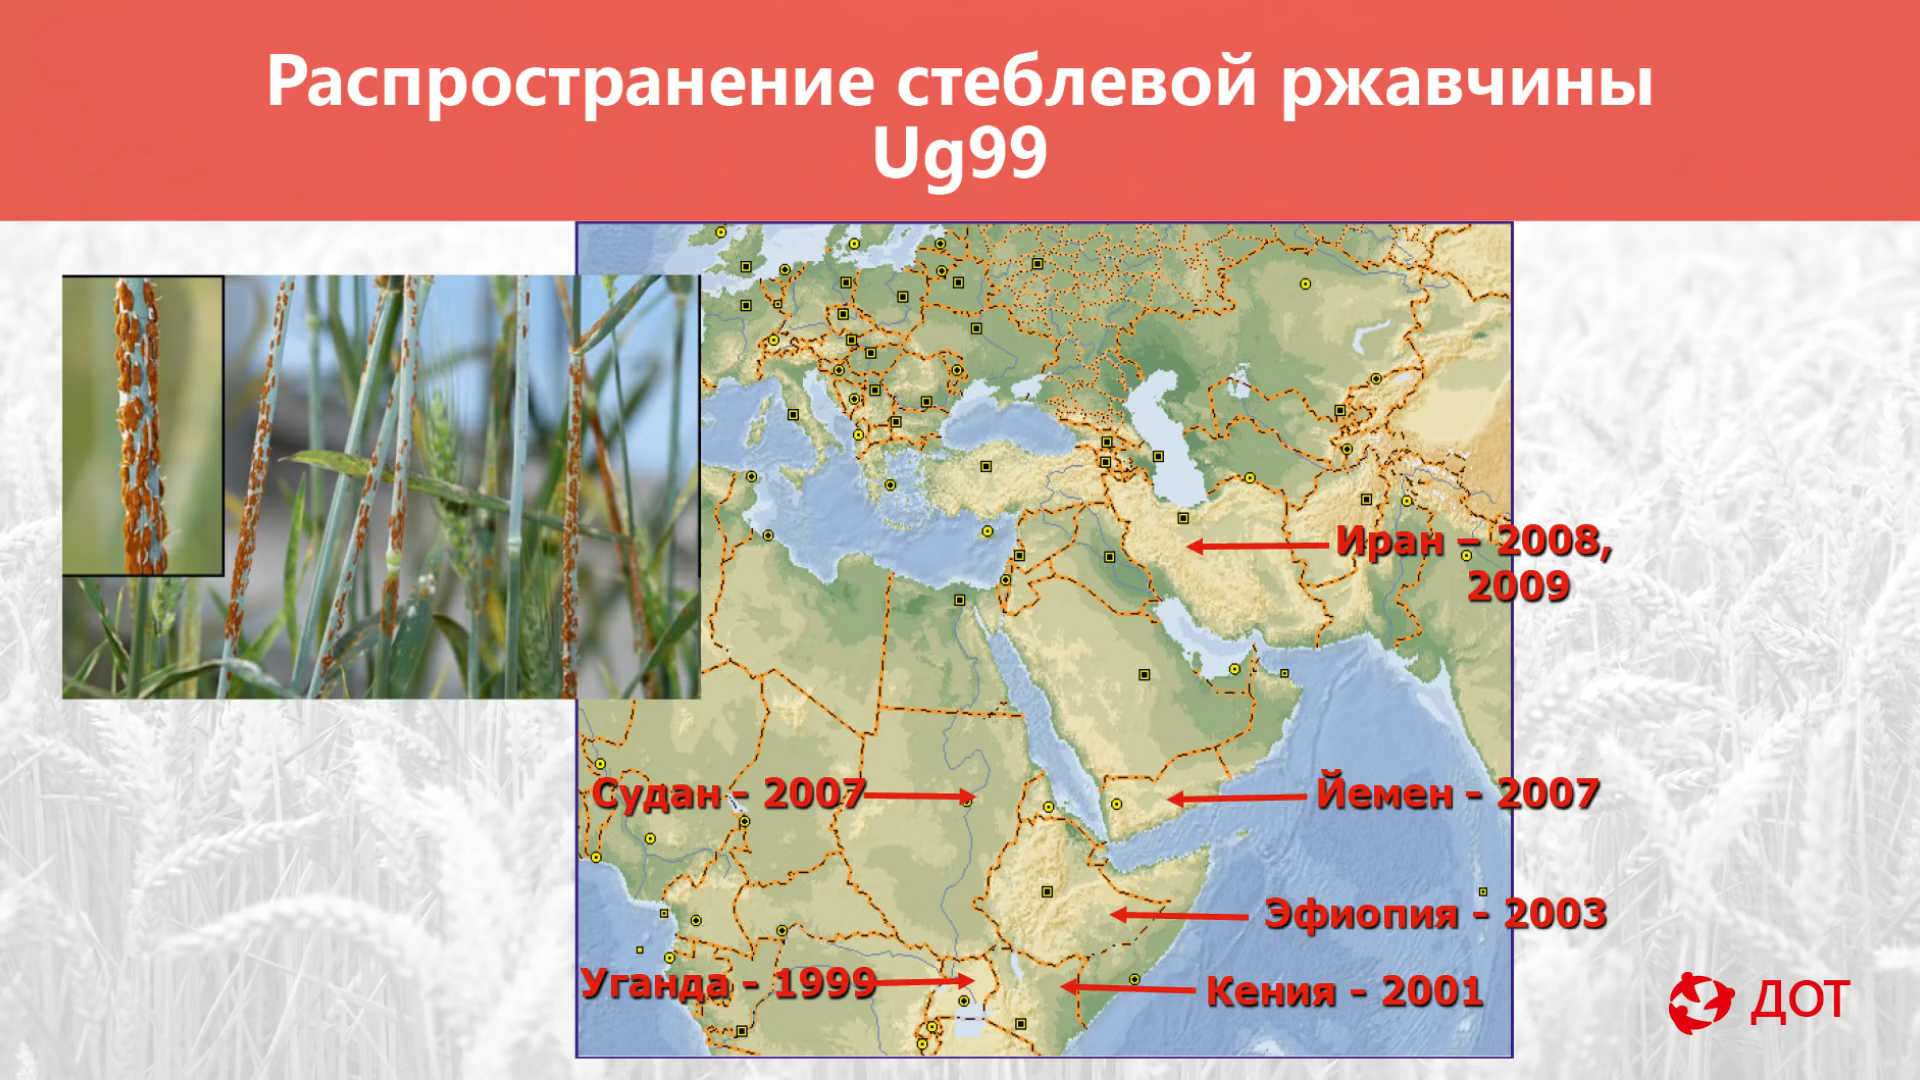 Распространение стеблевой ржавчины
Ug99
Иран – 2008,
2009
Судан – 2007
Йемен – 2007
Эфиопия – 2003
Уганда – 1999
Кения – 2001
ДОТ